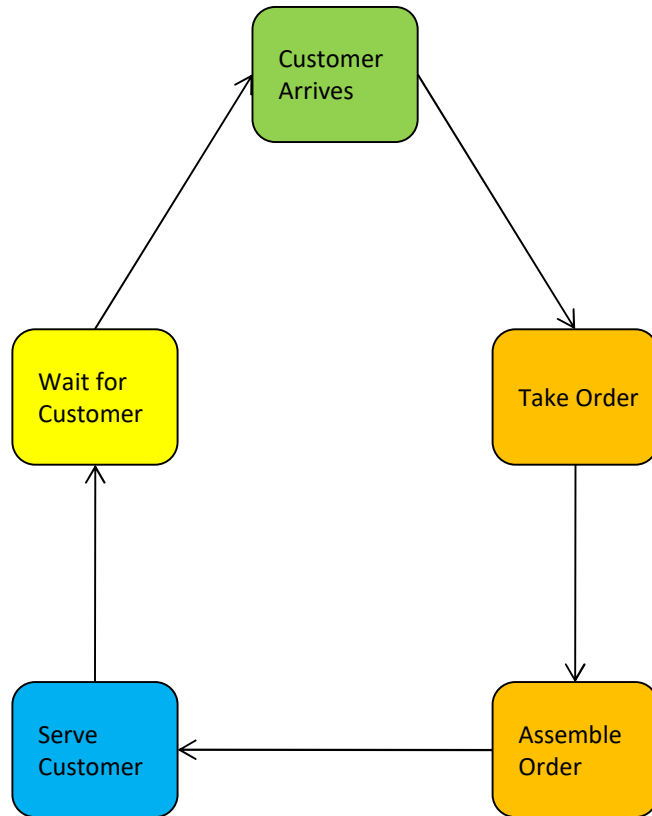 Customer
Arrives
Wait for
Customer
Take Order
Serve
Customer
Assemble
Order